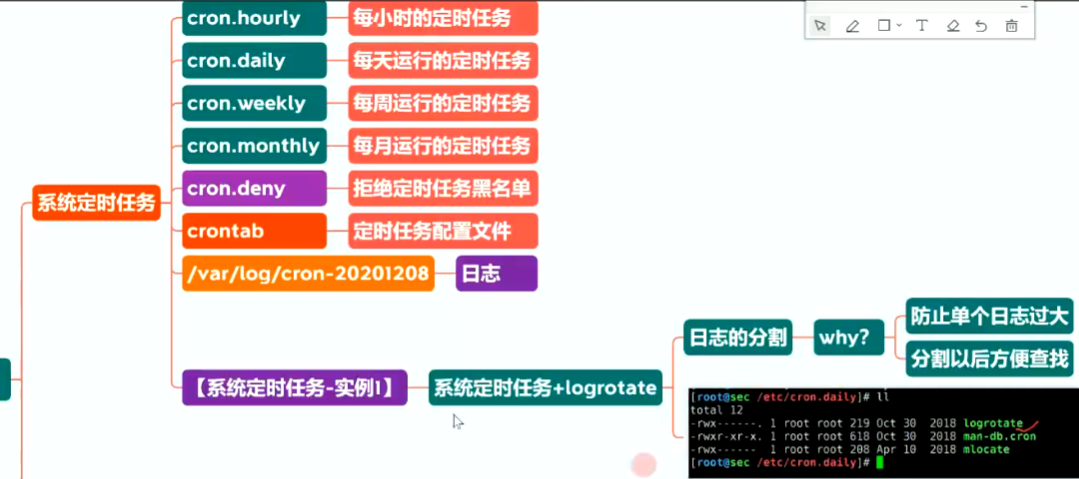 cron.hourly 每小时的定时任务
cron.daily 每天运行的定时任务
cron.weekly 每周运行的定时任务
cron.monthly 每月运行的定时任务
cron.deny 拒绝定时任务黑名单
系统定时任务
crontab 定时任务配置文件
/var/log/cron-20201208 日志
【系统定时任务-实例1】 系统定时任务+logrotate
日志的分割 why?
防止单个日志过大
分割以后方便查找
[root@sec /etc/cron.daily]# ll
total 12
-rwx------. 1 root root 219 Oct 30 2018 logrotate
-rwxr-xr-x. 1 root root 618 Oct 30 2018 man-db.cron
-rwx------ 1 root root 208 Apr 10 2018 mlocate
[root@sec /etc/cron.daily]#